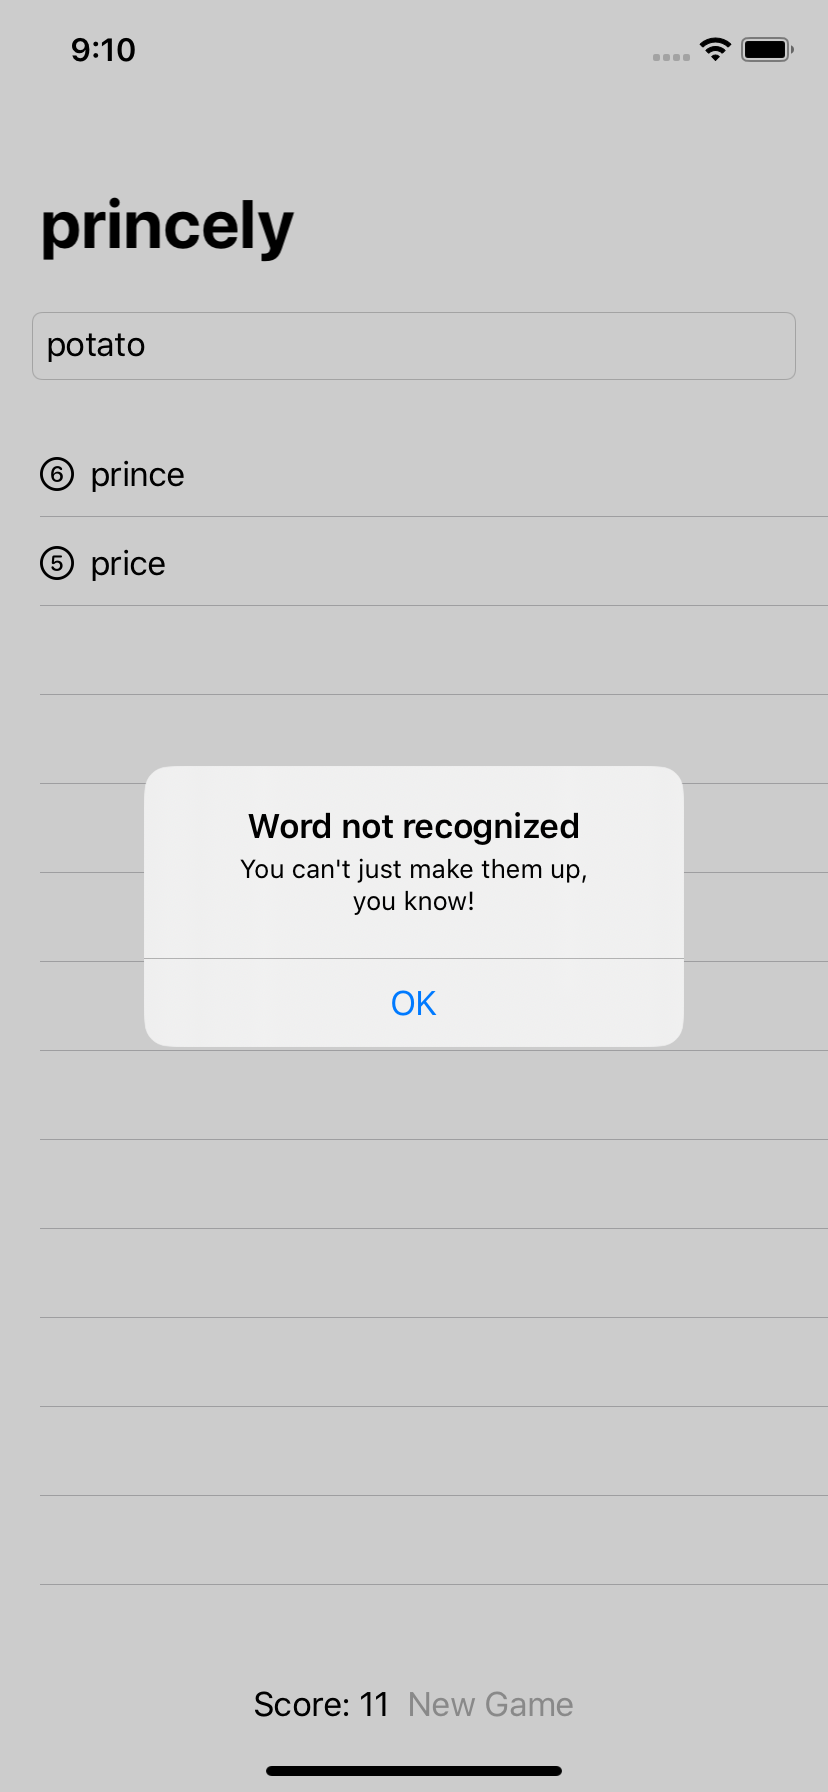 9:10
princely
potato
6 prince
5 price
Word not recognized
You can't just make them up,
you know!
OK
Score: 11 New Game